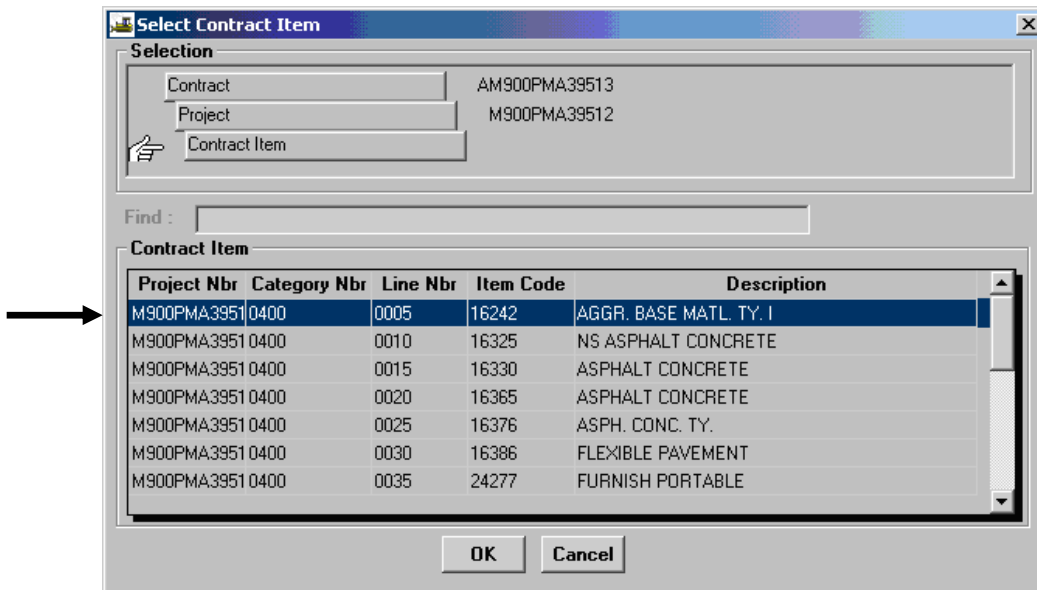 Select Contract Item
Selection
Contract AM900PMA39513
Project M900PMA39512
Contract Item
Find :
Contract Item
Project Nbr Category Nbr Line Nbr Item Code Description
M900PMA3951 0400 0005 16242 AGGR. BASE MATL. TY. I
M900PMA3951 0400 0010 16325 NS ASPHALT CONCRETE
M900PMA3951 0400 0015 16330 ASPHALT CONCRETE
M900PMA3951 0400 0020 16365 ASPHALT CONCRETE
M900PMA3951 0400 0025 16376 ASPH. CONC. TY.
M900PMA3951 0400 0030 16386 FLEXIBLE PAVEMENT
M900PMA3951 0400 0035 24277 FURNISH PORTABLE
OK Cancel